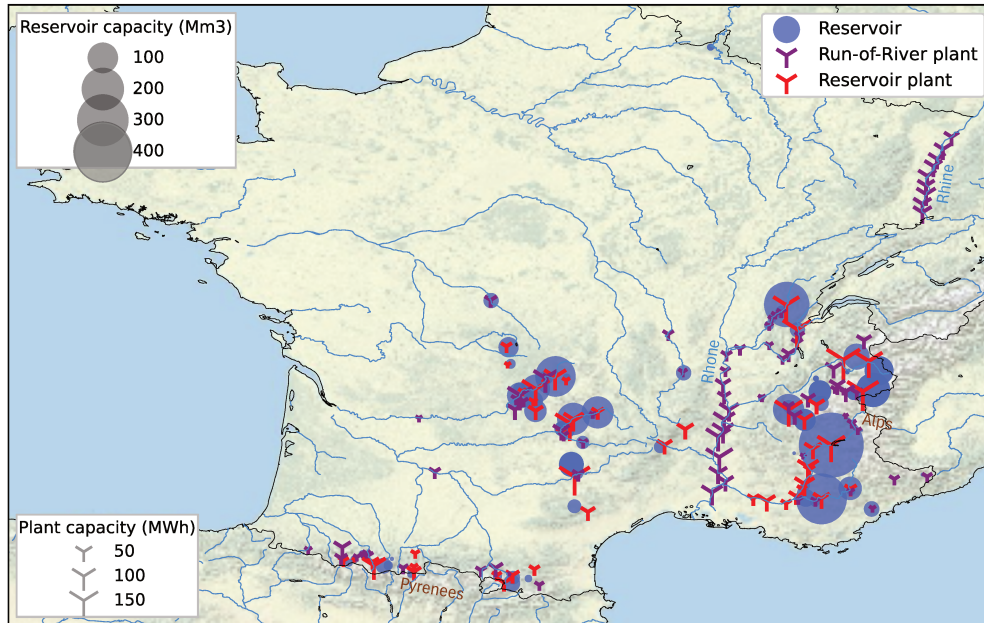 Reservoir capacity (Mm3)
100
200
300
400
Reservoir
Run-of-River plant
Reservoir plant
Rhine
Rhone
Alps
Pyrenees
Plant capacity (MWh)
50
100
150